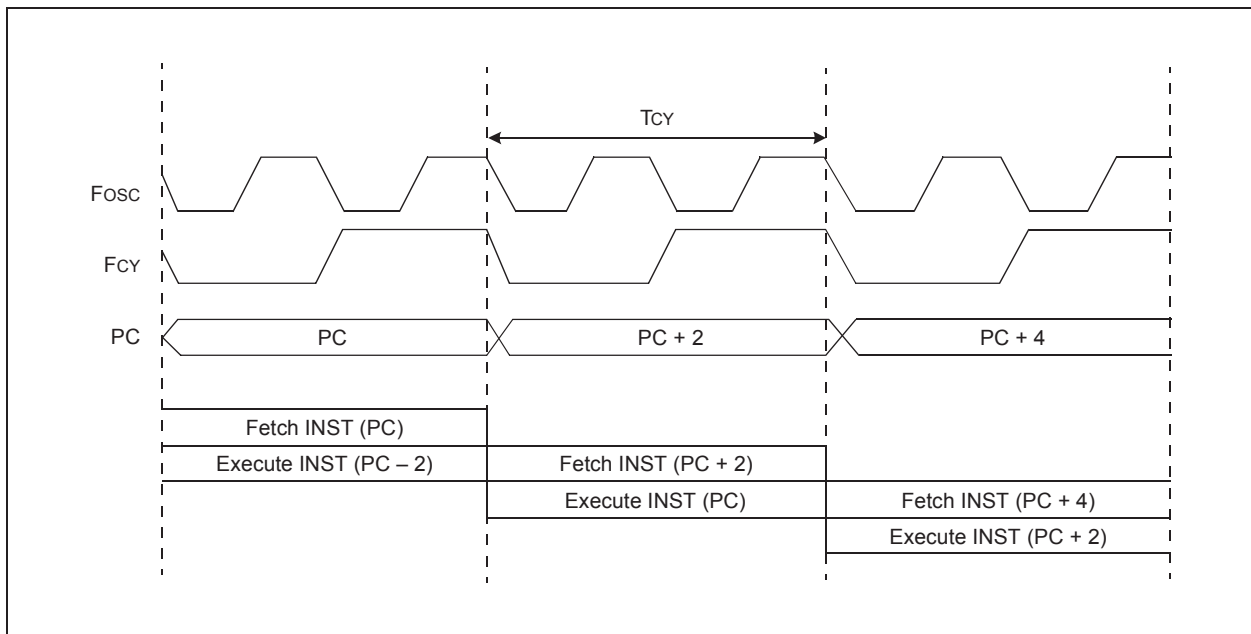 TCY
FOSC
FCY
PC PC PC + 2 PC + 4
Fetch INST (PC)
Execute INST (PC – 2) Fetch INST (PC + 2)
Execute INST (PC) Fetch INST (PC + 4)
Execute INST (PC + 2)